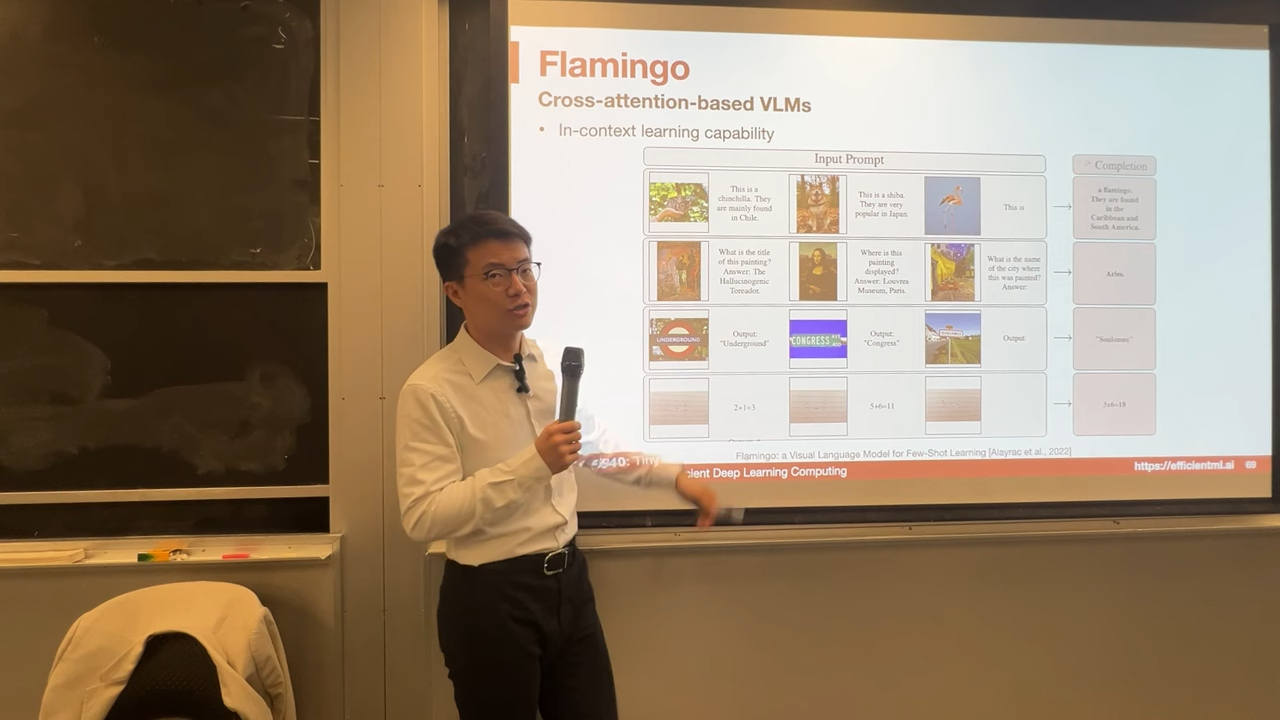 Flamingo
Cross-attention-based VLMs
• In-context learning capability
Input Prompt
Completion
This is a
chinchilla. They
are mainly found
in Chile.
This is a shiba.
They are very
popular in Japan.
This is
a flamingo.
They are found
in the
Caribbean and
South America.
What is the title
of this painting?
Answer: The
Hallucinogenic
Toreador.
Where is this
painting
displayed?
Answer: Louvres
Museum, Paris.
What is the name
of the city where
this was painted?
Answer:
Arles.
UNDERGROUND
Output:
"Underground"
CONGRESS AVE
Output:
"Congress"
Output:
"Soulomes"
2+1=3
5+6=11
3x6=18
Flamingo: a Visual Language Model for Few-Shot Learning [Alayrac et al., 2022]
Deep Learning Computing
https://efficientml.ai 69